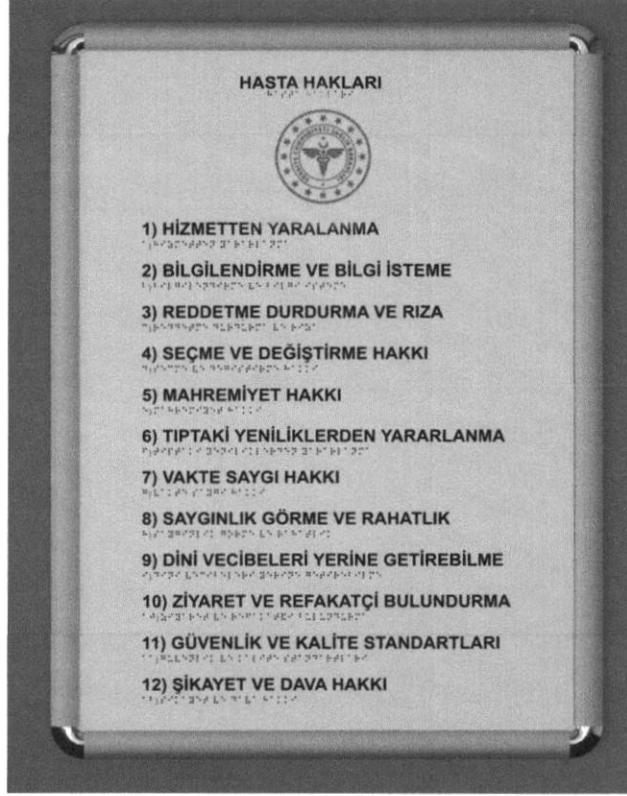 HASTA HAKLARI
1) HİZMETTEN YARALANMA
2) BİLGİLENDİRME VE BİLGİ İSTEME
3) REDDETME DURDURMA VE RIZA
4) SEÇME VE DEĞİŞTİRME HAKKI
5) MAHREMİYET HAKKI
6) TIPTAKİ YENİLİKLERDEN YARARLANMA
7) VAKTE SAYGI HAKKI
8) SAYGINLIK GÖRME VE RAHATLIK
9) DİNİ VECİBELERİ YERİNE GETİREBİLME
10) ZİYARET VE REFAKATÇİ BULUNDURMA
11) GÜVENLİK VE KALİTE STANDARTLARI
12) ŞİKAYET VE DAVA HAKKI